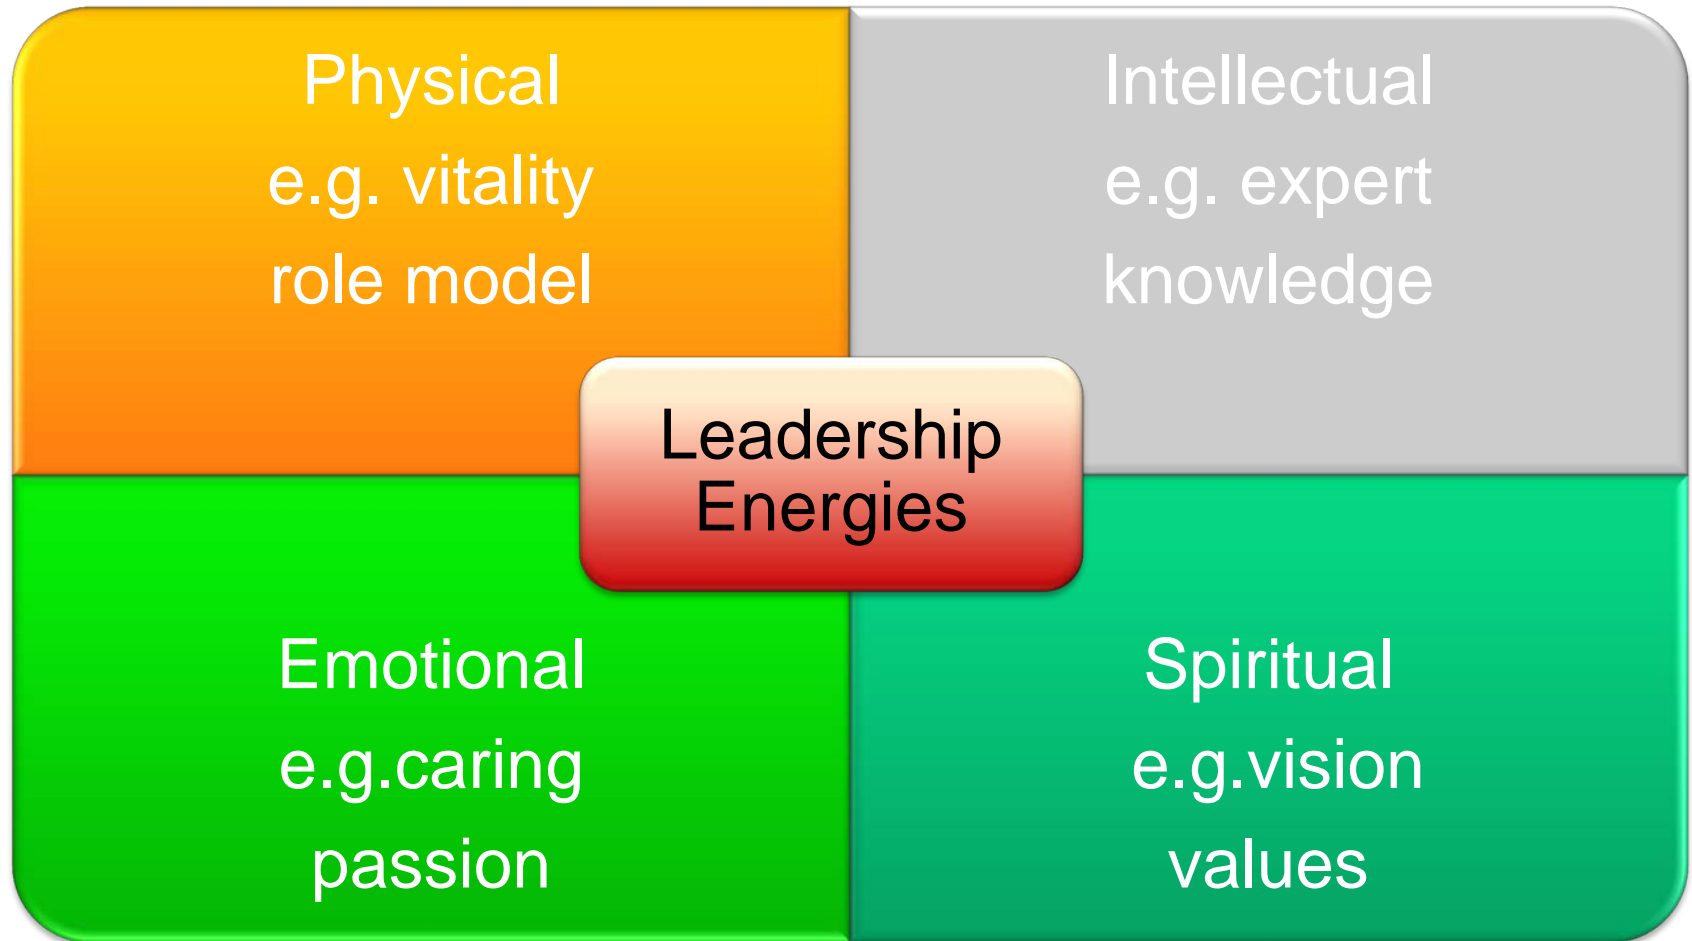 Physical
e.g. vitality
role model
Intellectual
e.g. expert
knowledge
Leadership
Energies
Emotional
e.g.caring
passion
Spiritual
e.g.vision
values